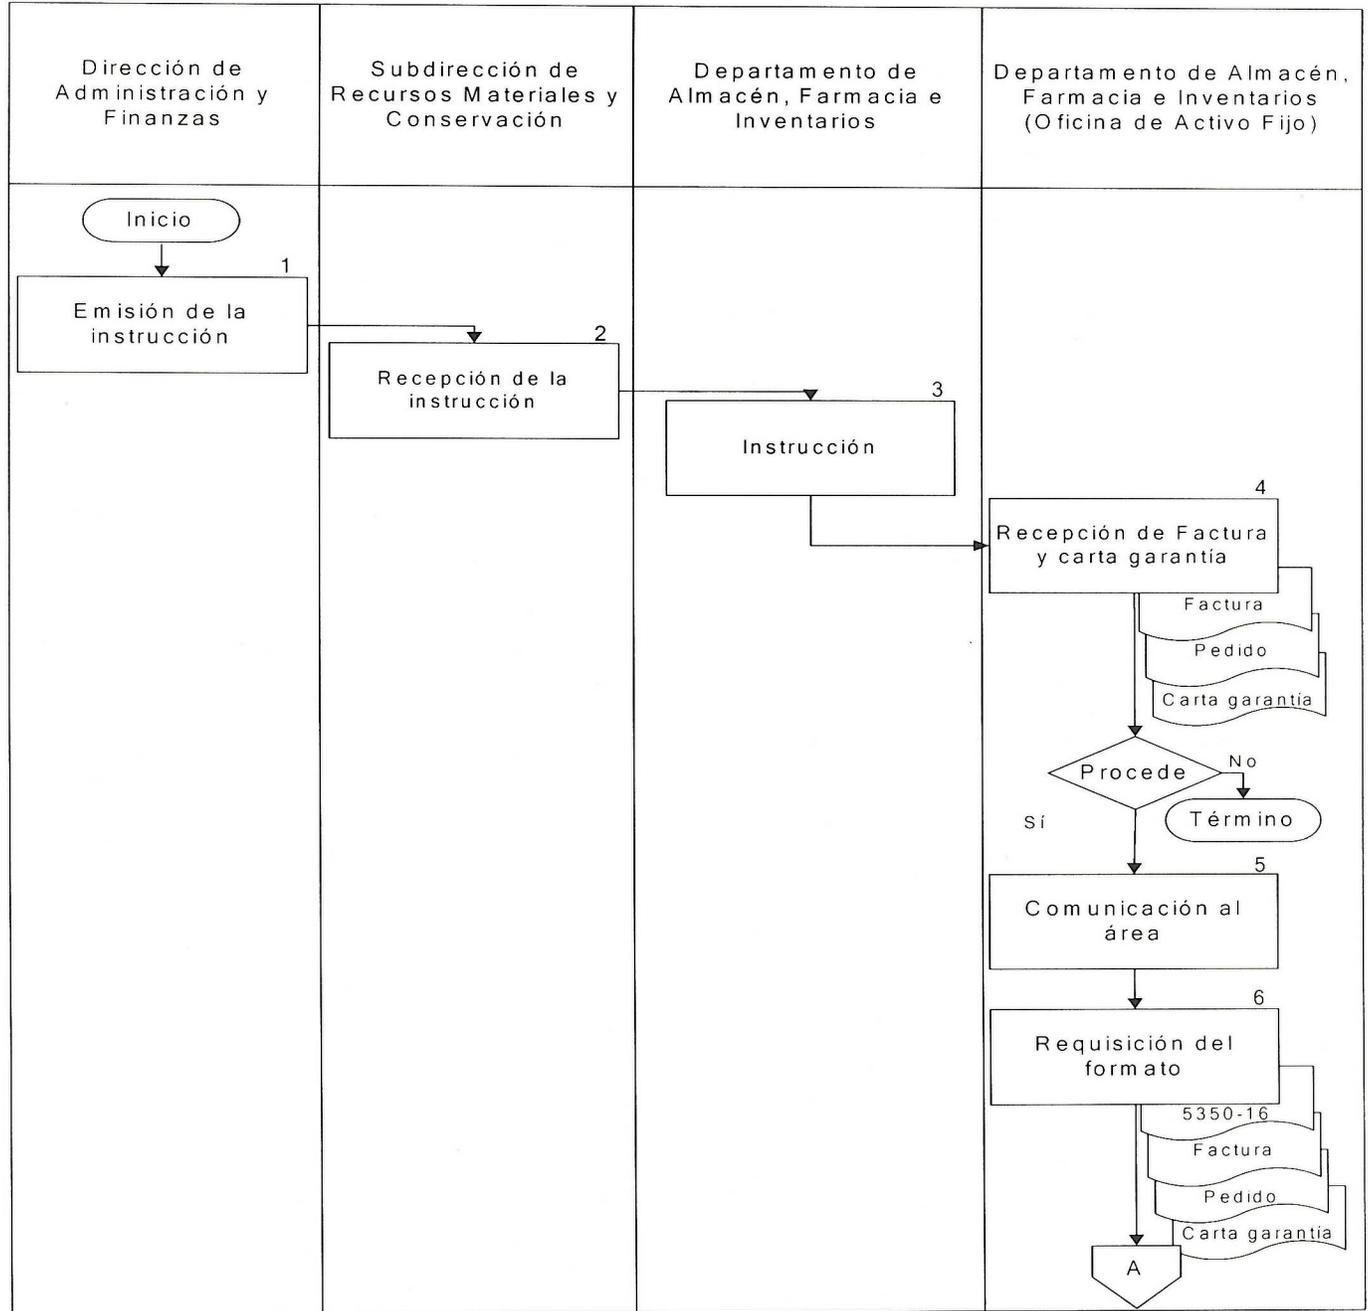 Dirección de
Administración y
Finanzas
Subdirección de
Recursos Materiales y
Conservación
Departamento de
Almacén, Farmacia e
Inventarios
Departamento de Almacén,
Farmacia e Inventarios
(Oficina de Activo Fijo)
Inicio
1
Emisión de la
instrucción
2
Recepción de la
instrucción
3
Instrucción
4
Recepción de Factura
y carta garantía
Factura
Pedido
Carta garantía
Procede
No
Sí
Término
5
Comunicación al
área
6
Requisición del
formato
5350-16
Factura
Pedido
Carta garantía
A